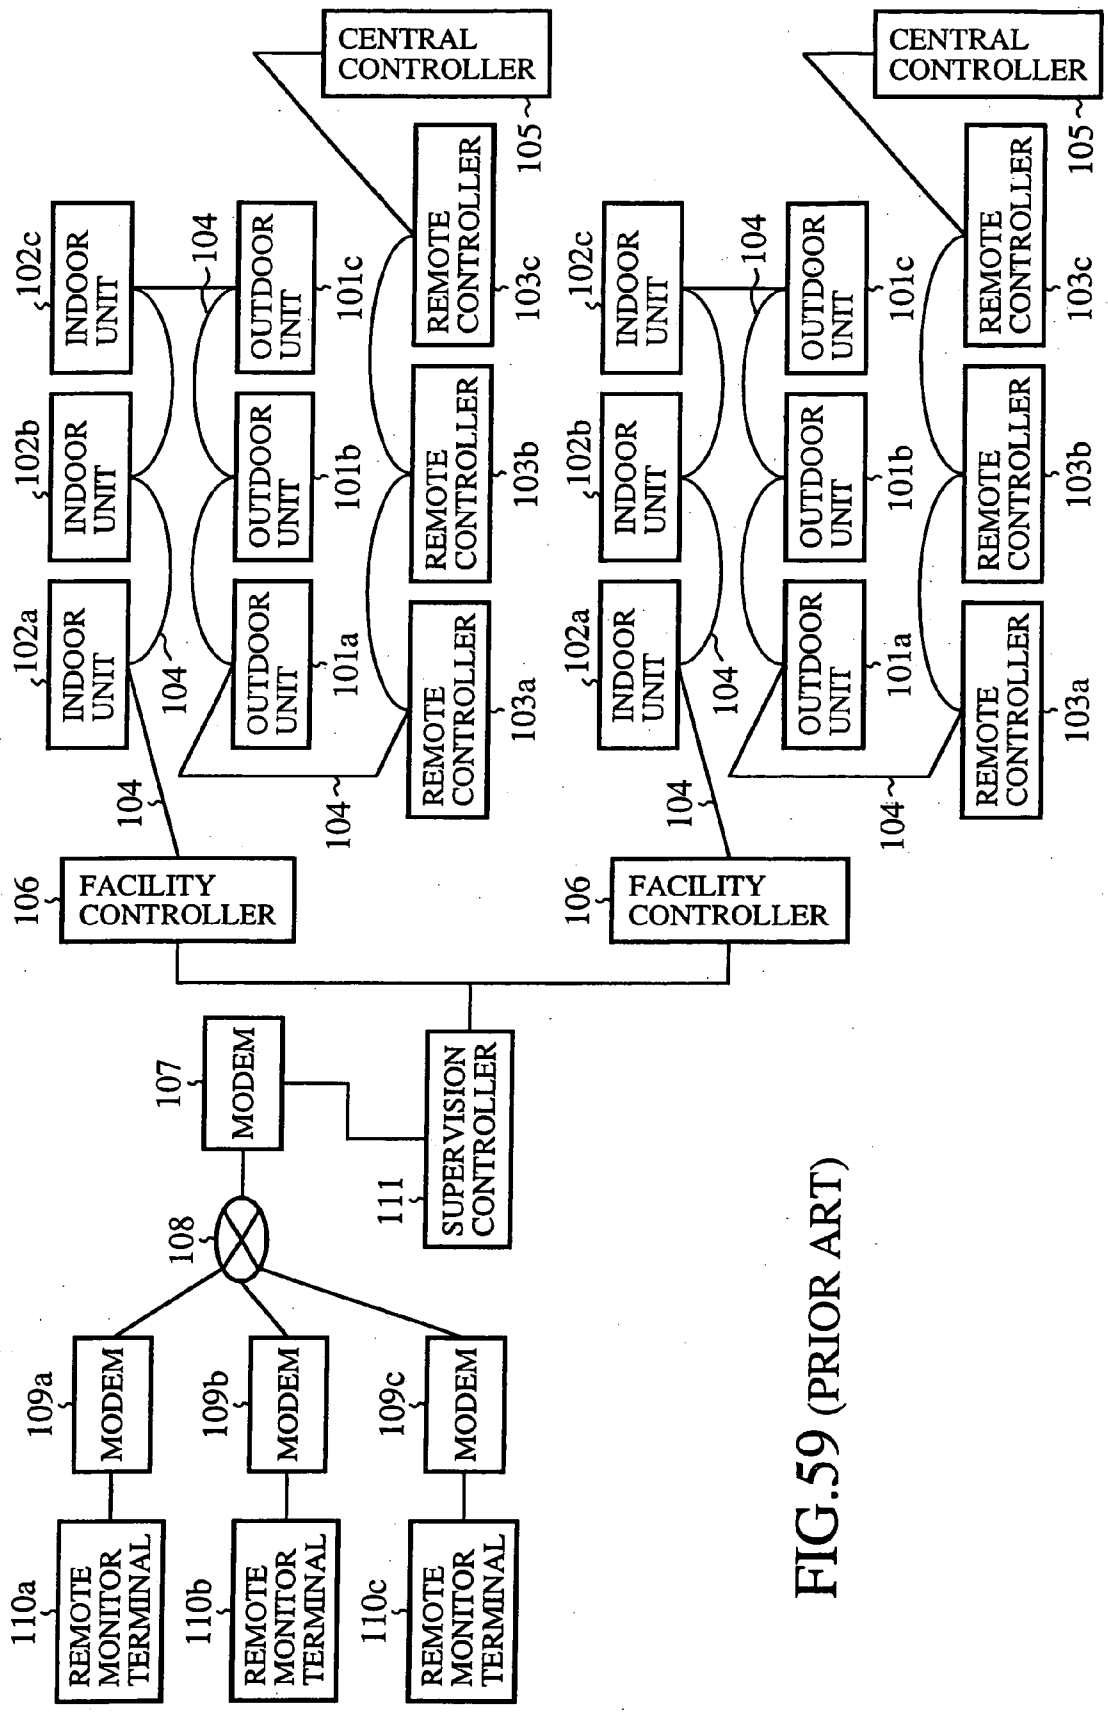 110a
REMOTE
MONITOR
TERMINAL
109a
MODEM
110b
REMOTE
MONITOR
TERMINAL
109b
MODEM
110c
REMOTE
MONITOR
TERMINAL
109c
MODEM
108
107
MODEM
111
SUPERVISION
CONTROLLER
106
FACILITY
CONTROLLER
104
102a
INDOOR
UNIT
102b
INDOOR
UNIT
102c
INDOOR
UNIT
104
104
OUTDOOR
UNIT
101a
OUTDOOR
UNIT
101b
OUTDOOR
UNIT
101c
104
REMOTE
CONTROLLER
103a
REMOTE
CONTROLLER
103b
REMOTE
CONTROLLER
103c
CENTRAL
CONTROLLER
105
106
FACILITY
CONTROLLER
104
102a
INDOOR
UNIT
102b
INDOOR
UNIT
102c
INDOOR
UNIT
104
104
OUTDOOR
UNIT
101a
OUTDOOR
UNIT
101b
OUTDOOR
UNIT
101c
104
REMOTE
CONTROLLER
103a
REMOTE
CONTROLLER
103b
REMOTE
CONTROLLER
103c
CENTRAL
CONTROLLER
105
FIG.59 (PRIOR ART)